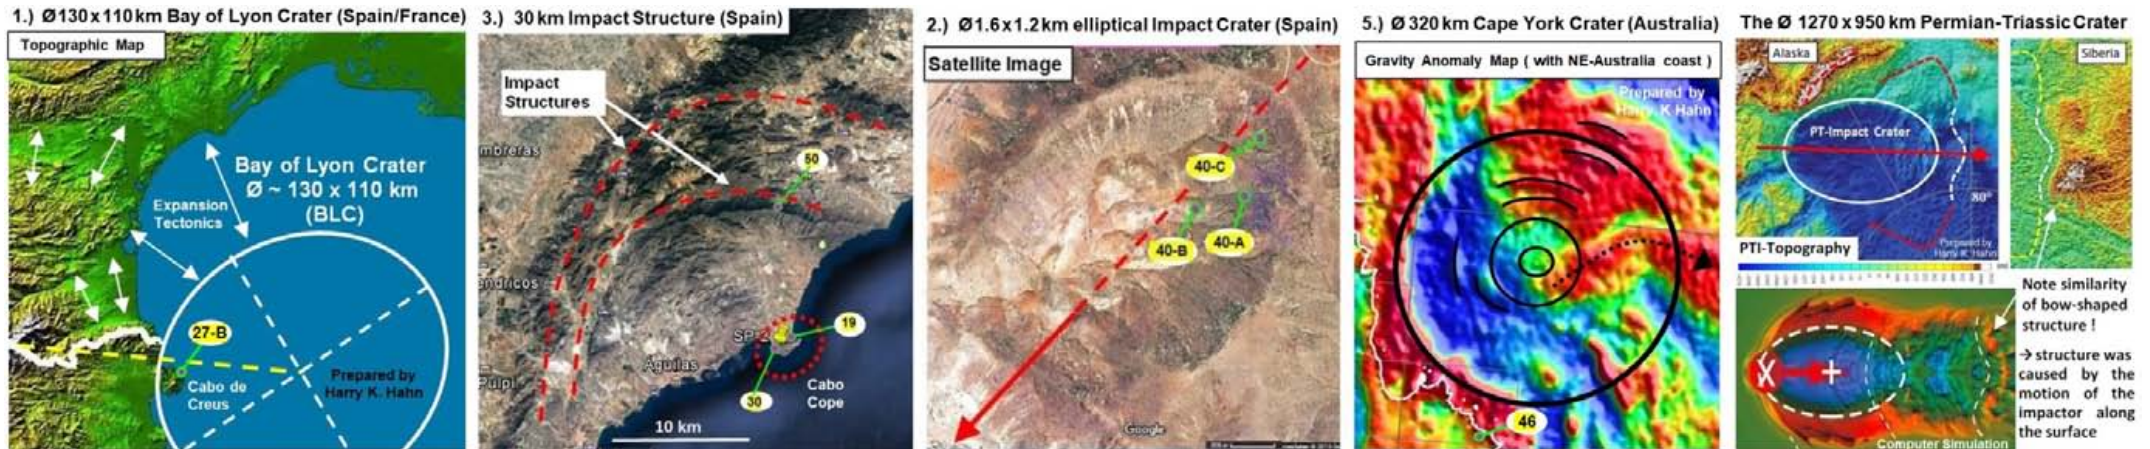 1.) Ø130 x 110 km Bay of Lyon Crater (Spain/France)
Topographic Map
Bay of Lyon Crater
Ø ~ 130 x 110 km
(BLC)
Expansion
Tectonics
27-B
Cabo de
Creus
Prepared by
Harry K. Hahn
3.) 30 km Impact Structure (Spain)
Impact
Structures
mbreras
50
endricos
SP-2
19
Águilas
Pulpí
30
Cabo
Cope
10 km
2.) Ø1.6 x 1.2 km elliptical Impact Crater (Spain)
Satellite Image
40-C
40-B
40-A
Google
5.) Ø 320 km Cape York Crater (Australia)
Gravity Anomaly Map ( with NE-Australia coast )
Prepared by
Harry K Hahn
46
The Ø 1270 x 950 km Permian-Triassic Crater
Alaska
Siberia
PT-Impact Crater
80°
PTI-Topography
Prepared by
Harry K. Hahn
Note similarity
of bow-shaped
structure !
→ structure was
caused by the
motion of the
impactor along
the surface
Computer Simulation